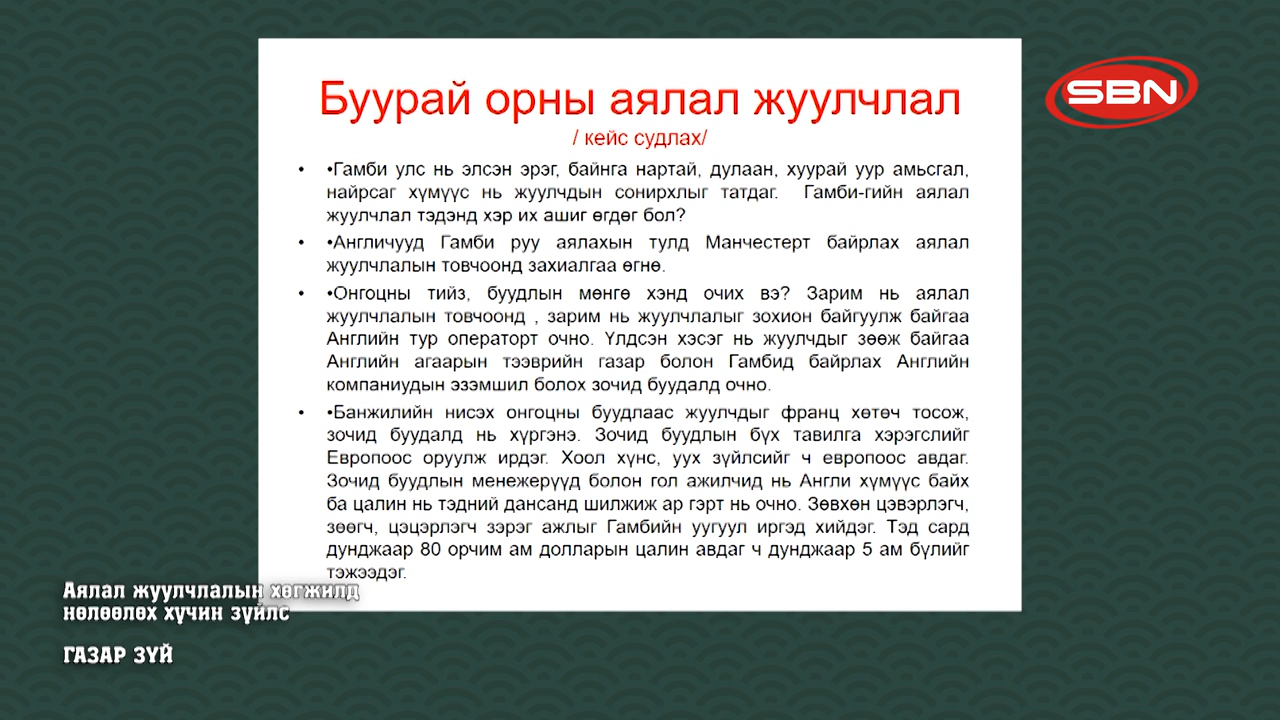 Буурай орны аялал жуулчлал
/ кейс судлах/
• •Гамби улс нь элсэн эрэг, байнга нартай, дулаан, хуурай уур амьсгал,
найрсаг хүмүүс нь жуулчдын сонирхлыг татдаг. Гамби-гийн аялал
жуулчлал тэдэнд хэр их ашиг өгдөг бол?
• •Англичууд Гамби руу аялахын тулд Манчестерт байрлах аялал
жуулчлалын товчоонд захиалгаа өгнө.
• •Онгоцны тийз, буудлын мөнгө хэнд очих вэ? Зарим нь аялал
жуулчлалын товчоонд , зарим нь жуулчлалыг зохион байгуулж байгаа
Английн тур операторт очно. Үлдсэн хэсэг нь жуулчдыг зөөж байгаа
Английн агаарын тээврийн газар болон Гамбид байрлах Английн
компаниудын эзэмшил болох зочид буудалд очно.
• •Банжилийн нисэх онгоцны буудлаас жуулчдыг франц хөтөч тосож,
зочид буудалд нь хүргэнэ. Зочид буудлын бүх тавилга хэрэгслийг
Европоос оруулж ирдэг. Хоол хүнс, уух зүйлсийг ч европоос авдаг.
Зочид буудлын менежерүүд болон гол ажилчид нь Англи хүмүүс байх
ба цалин нь тэдний дансанд шилжиж ар гэрт нь очно. Зөвхөн цэвэрлэгч,
зөөгч, цэцэрлэгч зэрэг ажлыг Гамбийн уугуул иргэд хийдэг. Тэд сард
дунджаар 80 орчим ам долларын цалин авдаг ч дунджаар 5 ам бүлийг
тэжээдэг.
SBN
Аялал жуулчлалын хөгжилд
нөлөөлөх хүчин зүйлс
ГАЗАР ЗҮЙ